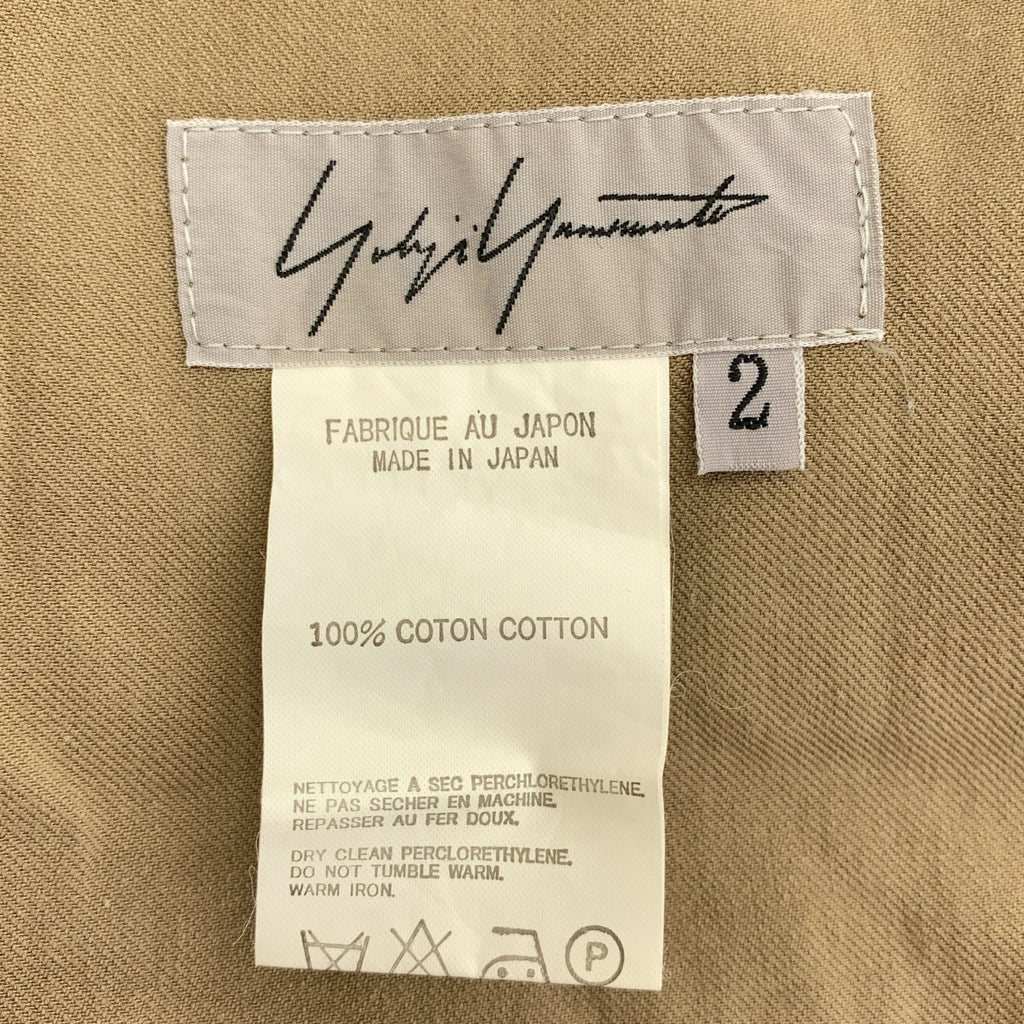 Yohji Yamamoto
2
FABRIQUE AU JAPON
MADE IN JAPAN
100% COTON COTTON
NETTOYAGE A SEC PERCHLORETHYLENE.
NE PAS SECHER EN MACHINE.
REPASSER AU FER DOUX.
DRY CLEAN PERCLORETHYLENE.
DO NOT TUMBLE WARM.
WARM IRON.
P